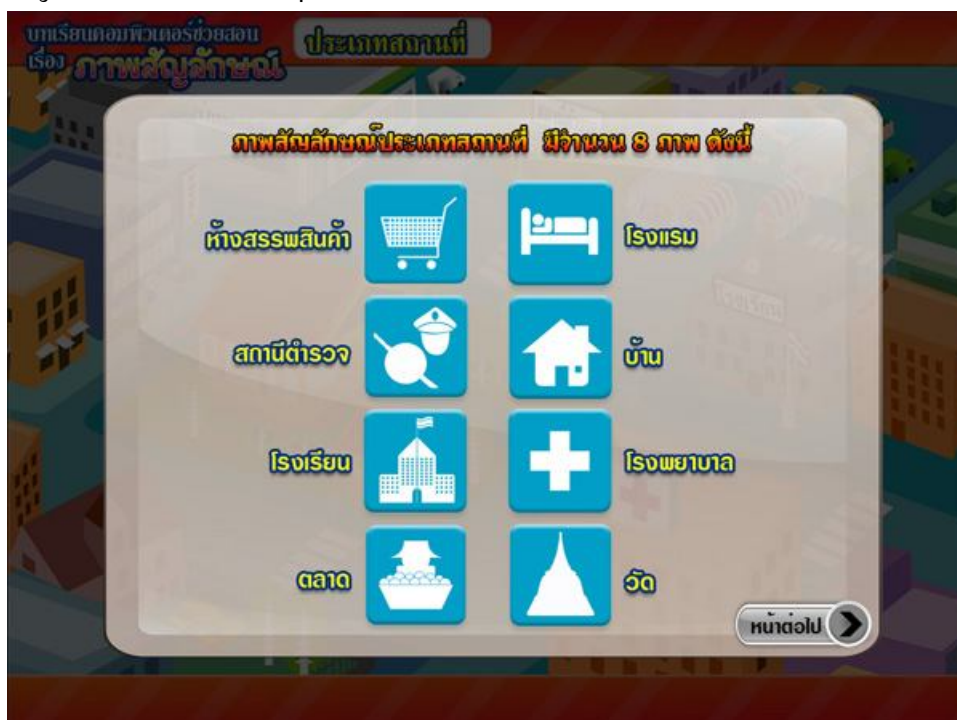 บทเรียนคอมพิวเตอร์ช่วยสอน
เรื่อง ภาพสัญลักษณ์
ประเภทสถานที่
ภาพสัญลักษณ์ประเภทสถานที่ มีจำนวน 8 ภาพ ดังนี้
ห้างสรรพสินค้า
โรงแรม
สถานีตำรวจ
บ้าน
โรงเรียน
โรงพยาบาล
ตลาด
วัด
หน้าต่อไป
โรงเรียน